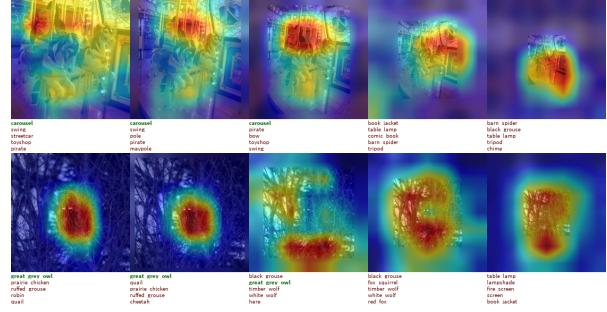 carousel
swing
streetcar
toyshop
pirate
carousel
swing
pole
pirate
maypole
carousel
pirate
bow
toyshop
swing
book jacket
table lamp
comic book
barn spider
tripod
barn spider
black grouse
table lamp
tripod
chime
great grey owl
prairie chicken
ruffed grouse
robin
quail
great grey owl
quail
prairie chicken
ruffed grouse
cheetah
black grouse
great grey owl
timber wolf
white wolf
hare
black grouse
fox squirrel
timber wolf
white wolf
red fox
table lamp
lampshade
fire screen
screen
book jacket